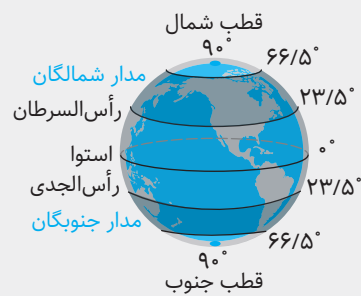 قطب شمال
۹۰˚
۶۶/۵˚
مدار شمالگان
۲۳/۵˚
رأس‌السرطان
استوا
۰˚
رأس‌الجدی
۲۳/۵˚
مدار جنوبگان
۶۶/۵˚
۹۰˚
قطب جنوب